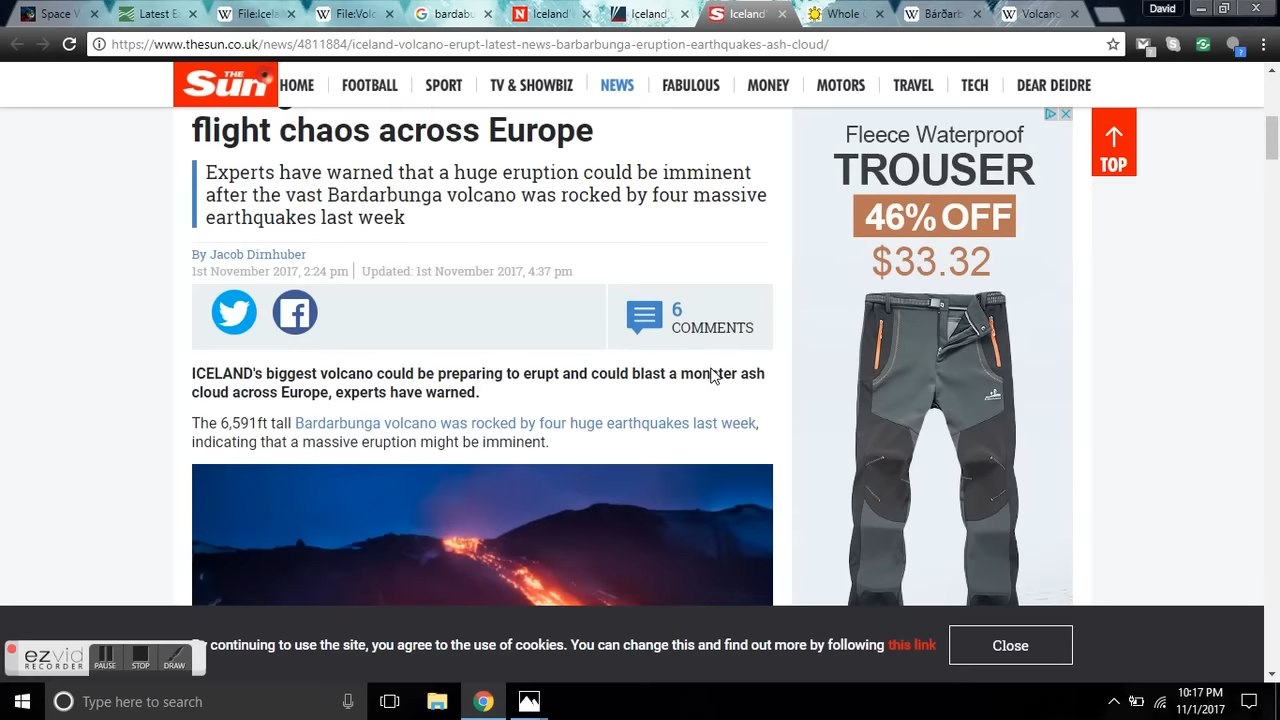 Space V
Latest E
File:Icela
File:Volc
bardabu
Iceland
Iceland
Iceland'
Whole
Bárðarb
Volcano
David
https://www.thesun.co.uk/news/4811884/iceland-volcano-erupt-latest-news-barbarbunga-eruption-earthquakes-ash-cloud/
THE
Sun
HOME
FOOTBALL
SPORT
TV & SHOWBIZ
NEWS
FABULOUS
MONEY
MOTORS
TRAVEL
TECH
DEAR DEIDRE
flight chaos across Europe
Experts have warned that a huge eruption could be imminent
after the vast Bardarbunga volcano was rocked by four massive
earthquakes last week
By Jacob Dirnhuber
1st November 2017, 2:24 pm | Updated: 1st November 2017, 4:37 pm
6
COMMENTS
ICELAND's biggest volcano could be preparing to erupt and could blast a monster ash
cloud across Europe, experts have warned.
The 6,591ft tall Bardarbunga volcano was rocked by four huge earthquakes last week,
indicating that a massive eruption might be imminent.
Fleece Waterproof
TROUSER
46% OFF
$33.32
TOP
By continuing to use the site, you agree to the use of cookies. You can change this and find out more by following this link
Close
ezvid
RECORDER
PAUSE
STOP
DRAW
Type here to search
10:17 PM
11/1/2017